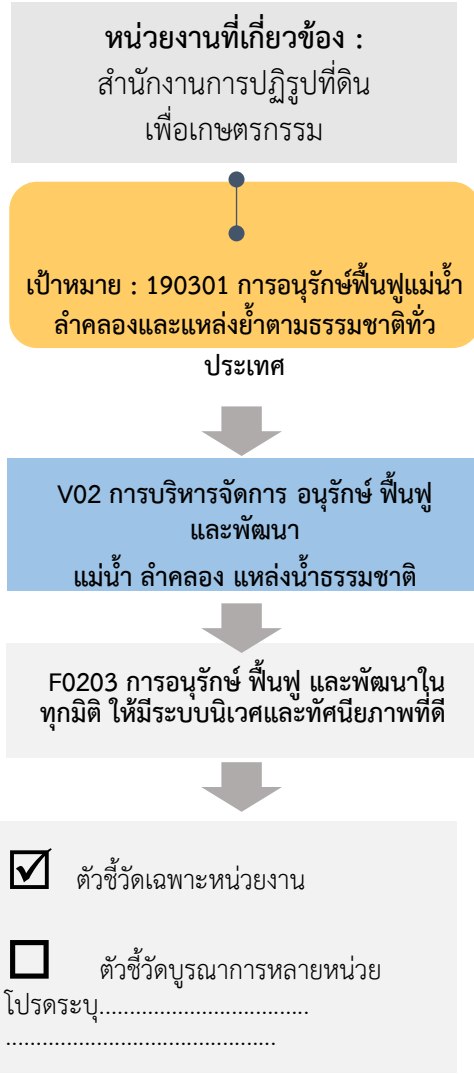 หน่วยงานที่เกี่ยวข้อง :
สำนักงานการปฏิรูปที่ดิน
เพื่อเกษตรกรรม
เป้าหมาย : 190301 การอนุรักษ์ฟื้นฟูแม่น้ำ
ลำคลองและแหล่งย้ำตามธรรมชาติทั่ว
ประเทศ
V02 การบริหารจัดการ อนุรักษ์ ฟื้นฟู
และพัฒนา
แม่น้ำ ลำคลอง แหล่งน้ำธรรมชาติ
F0203 การอนุรักษ์ ฟื้นฟู และพัฒนาใน
ทุกมิติ ให้มีระบบนิเวศและทัศนียภาพที่ดี
☑ ตัวชี้วัดเฉพาะหน่วยงาน
☐ ตัวชี้วัดบูรณาการหลายหน่วย
โปรดระบุ...................................
.............................................